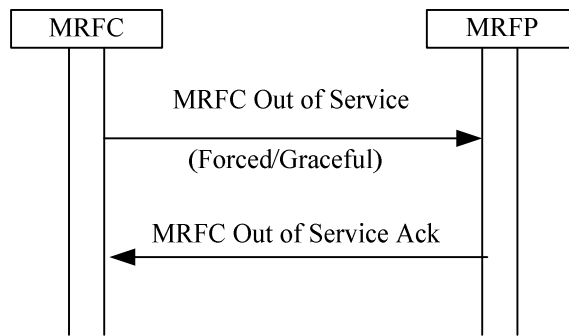 MRFC
MRFP
MRFC Out of Service
(Forced/Graceful)
MRFC Out of Service Ack